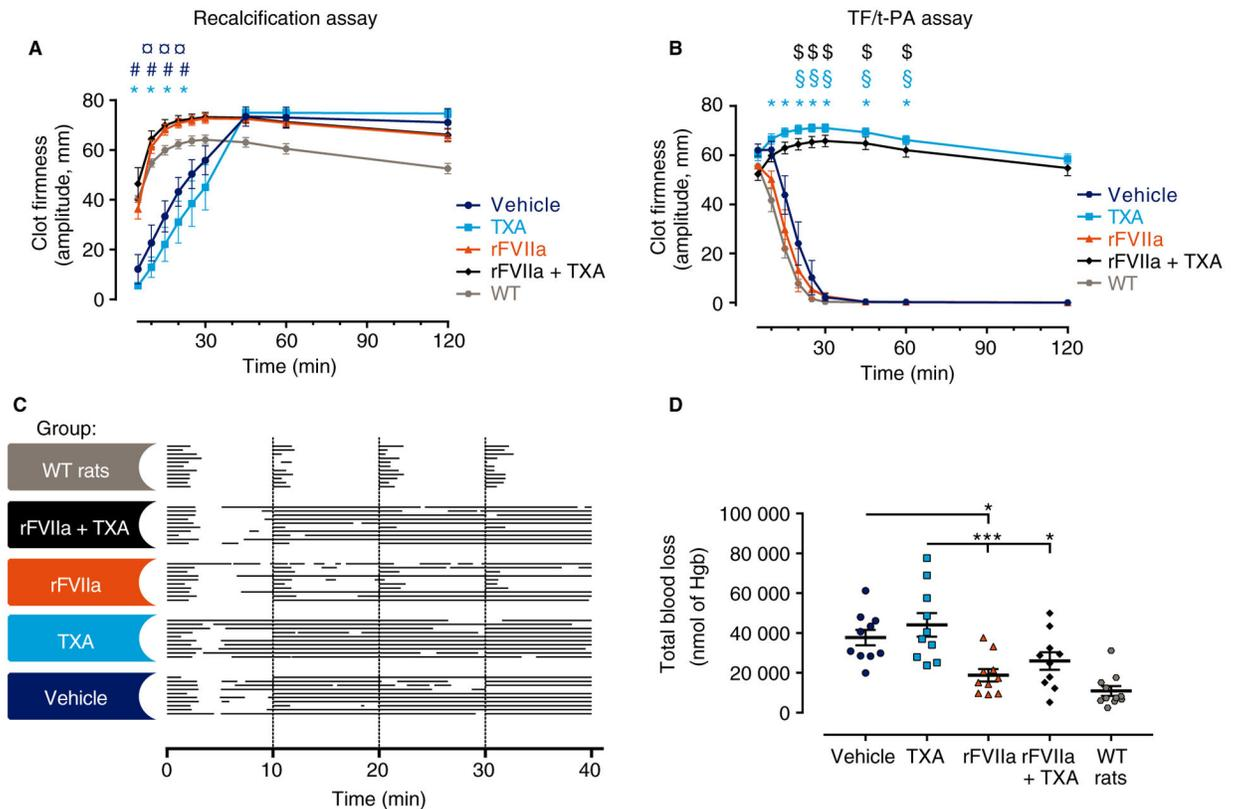 Recalcification assay
TF/t-PA assay
A
¤ ¤ ¤
# # # #
* * * *
80
60
40
20
0
Clot firmness
(amplitude, mm)
30
60
90
120
Time (min)
Vehicle
TXA
rFVIIa
rFVIIa + TXA
WT
B
$ $ $ $ $
§ § § § §
* * * * * * *
80
60
40
20
0
Clot firmness
(amplitude, mm)
30
60
90
120
Time (min)
Vehicle
TXA
rFVIIa
rFVIIa + TXA
WT
C
Group:
WT rats
rFVIIa + TXA
rFVIIa
TXA
Vehicle
0
10
20
30
40
Time (min)
D
Total blood loss
(nmol of Hgb)
100 000
80 000
60 000
40 000
20 000
0
*
*** *
Vehicle
TXA
rFVIIa
rFVIIa
+ TXA
WT
rats